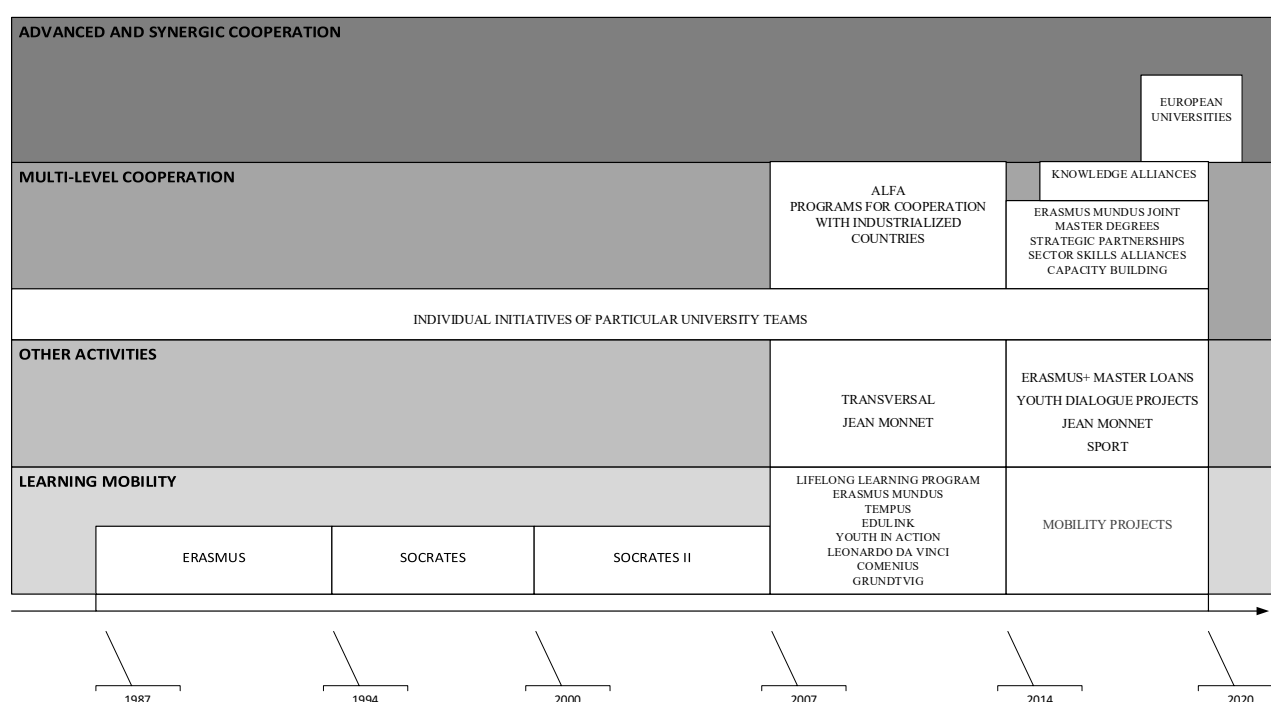 ADVANCED AND SYNERGIC COOPERATION
EUROPEAN
UNIVERSITIES
MULTI-LEVEL COOPERATION
ALFA
PROGRAMS FOR COOPERATION
WITH INDUSTRIALIZED
COUNTRIES
KNOWLEDGE ALLIANCES
ERASMUS MUNDUS JOINT
MASTER DEGREES
STRATEGIC PARTNERSHIPS
SECTOR SKILLS ALLIANCES
CAPACITY BUILDING
INDIVIDUAL INITIATIVES OF PARTICULAR UNIVERSITY TEAMS
OTHER ACTIVITIES
TRANSVERSAL
JEAN MONNET
ERASMUS+ MASTER LOANS
YOUTH DIALOGUE PROJECTS
JEAN MONNET
SPORT
LEARNING MOBILITY
ERASMUS
SOCRATES
SOCRATES II
LIFELONG LEARNING PROGRAM
ERASMUS MUNDUS
TEMPUS
EDULINK
YOUTH IN ACTION
LEONARDO DA VINCI
COMENIUS
GRUNDTVIG
MOBILITY PROJECTS
1987
1994
2000
2007
2014
2020